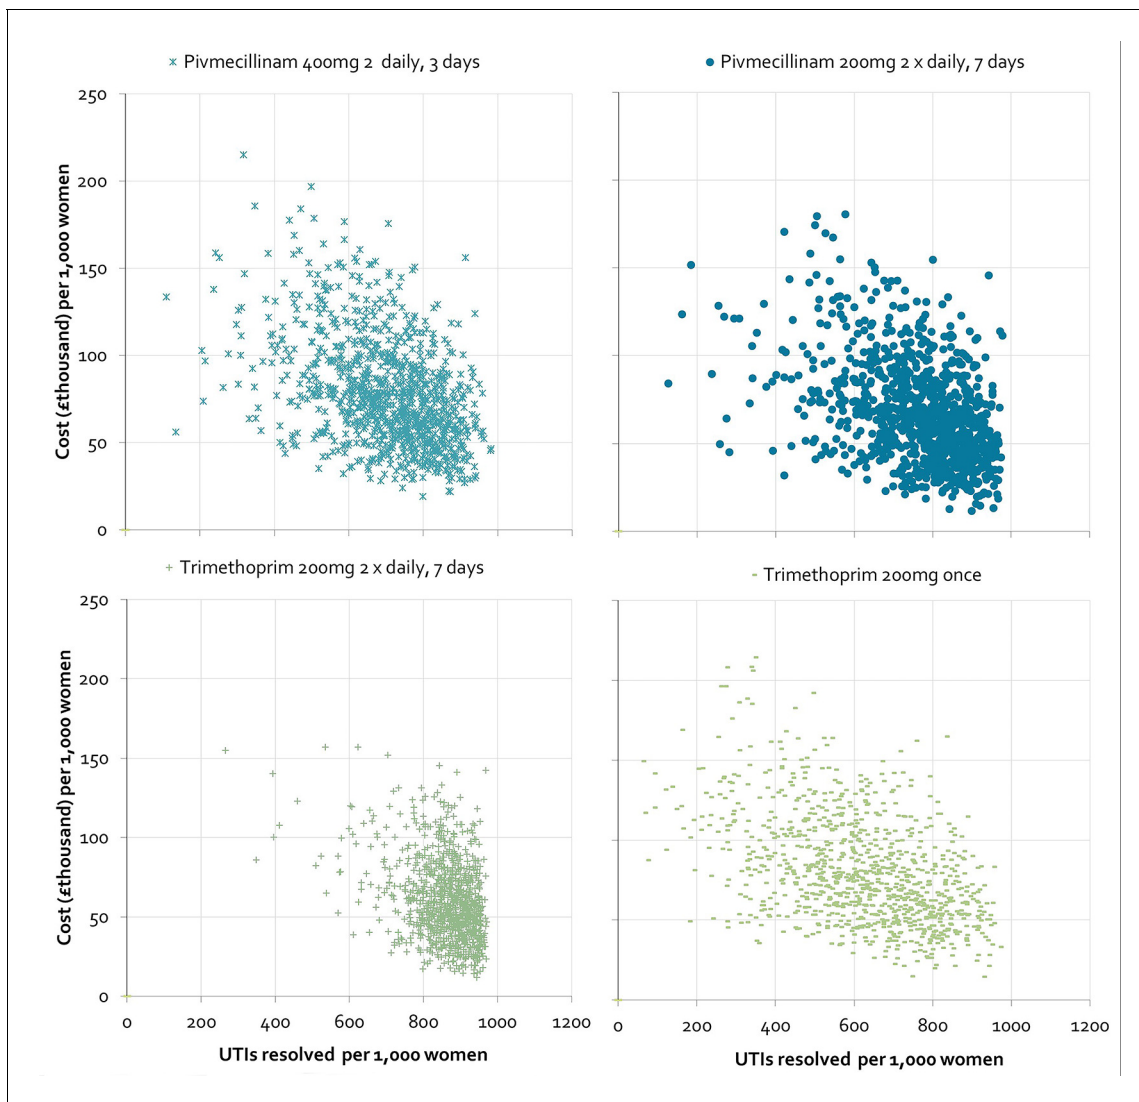 Pivmecillinam 400mg 2 daily, 3 days
Pivmecillinam 200mg 2 x daily, 7 days
Cost (£thousand) per 1,000 women
250
200
150
100
50
0
Trimethoprim 200mg 2 x daily, 7 days
Trimethoprim 200mg once
Cost (£thousand) per 1,000 women
250
200
150
100
50
0
0 200 400 600 800 1000 1200
0 200 400 600 800 1000 1200
UTIs resolved per 1,000 women
UTIs resolved per 1,000 women